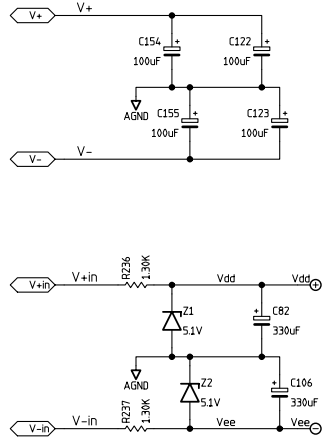 V+ V+
C154 C122
100uF 100uF
AGND C155 C123
100uF 100uF
V- V-
R236 1.30K
V+in V+in Vdd Vdd
Z1 C82
5.1V 330uF
AGND Z2 C106
5.1V 330uF
R237 1.30K
V-in V-in Vee Vee